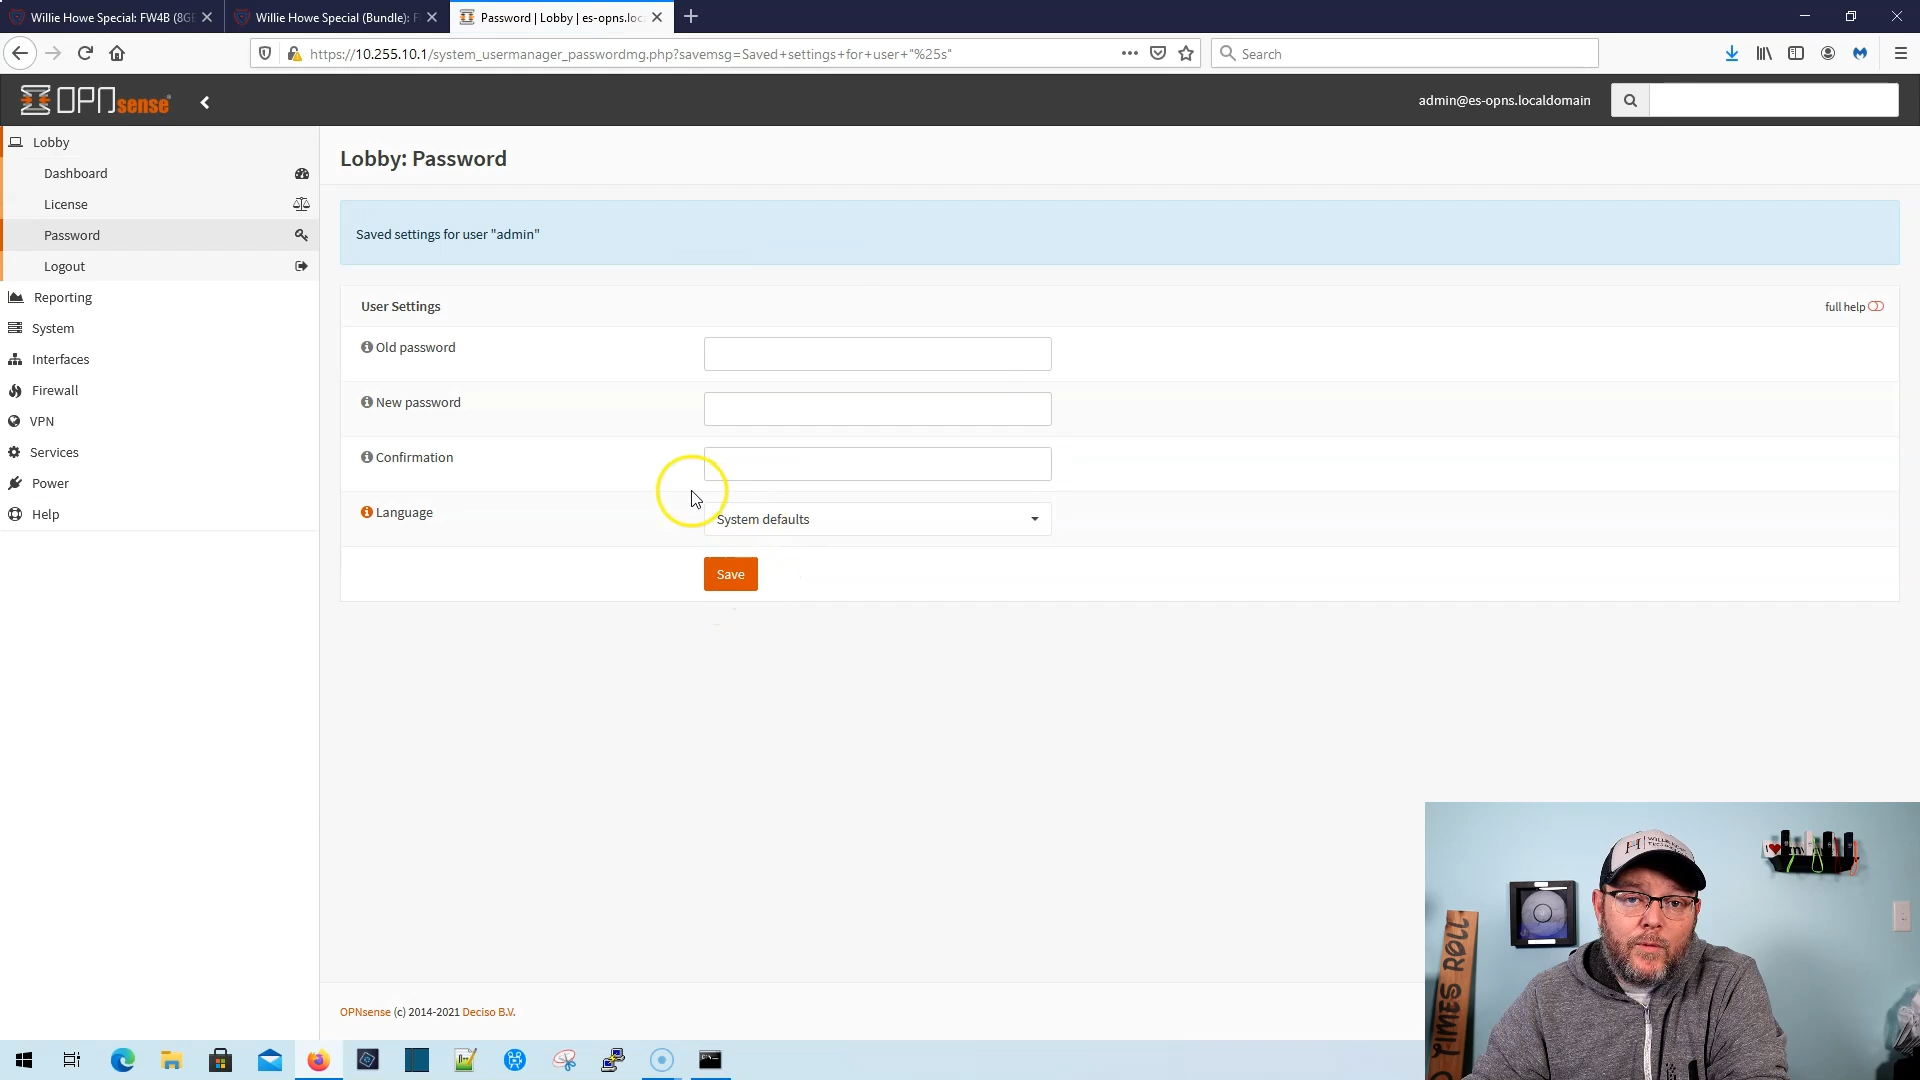 Willie Howe Special: FW4B (8GB
Willie Howe Special (Bundle): F
Password | Lobby | es-opns.loc
https://10.255.10.1/system_usermanager_passwordmg.php?savemsg=Saved+settings+for+user+"%25s"
Search
OPNsense
admin@es-opns.localdomain
Lobby
Dashboard
License
Password
Logout
Reporting
System
Interfaces
Firewall
VPN
Services
Power
Help
Lobby: Password
Saved settings for user "admin"
User Settings
full help
Old password
New password
Confirmation
Language
System defaults
Save
OPNsense (c) 2014-2021 Deciso B.V.
TIMES ROLL